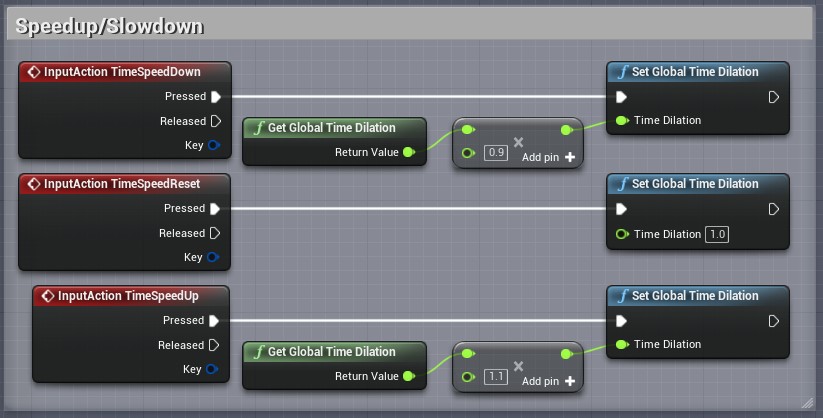 Speedup/Slowdown
InputAction TimeSpeedDown
Pressed
Released
Key
Get Global Time Dilation
Return Value
0.9
Add pin
Set Global Time Dilation
Time Dilation
InputAction TimeSpeedReset
Pressed
Released
Key
Set Global Time Dilation
Time Dilation 1.0
InputAction TimeSpeedUp
Pressed
Released
Key
Get Global Time Dilation
Return Value
1.1
Add pin
Set Global Time Dilation
Time Dilation